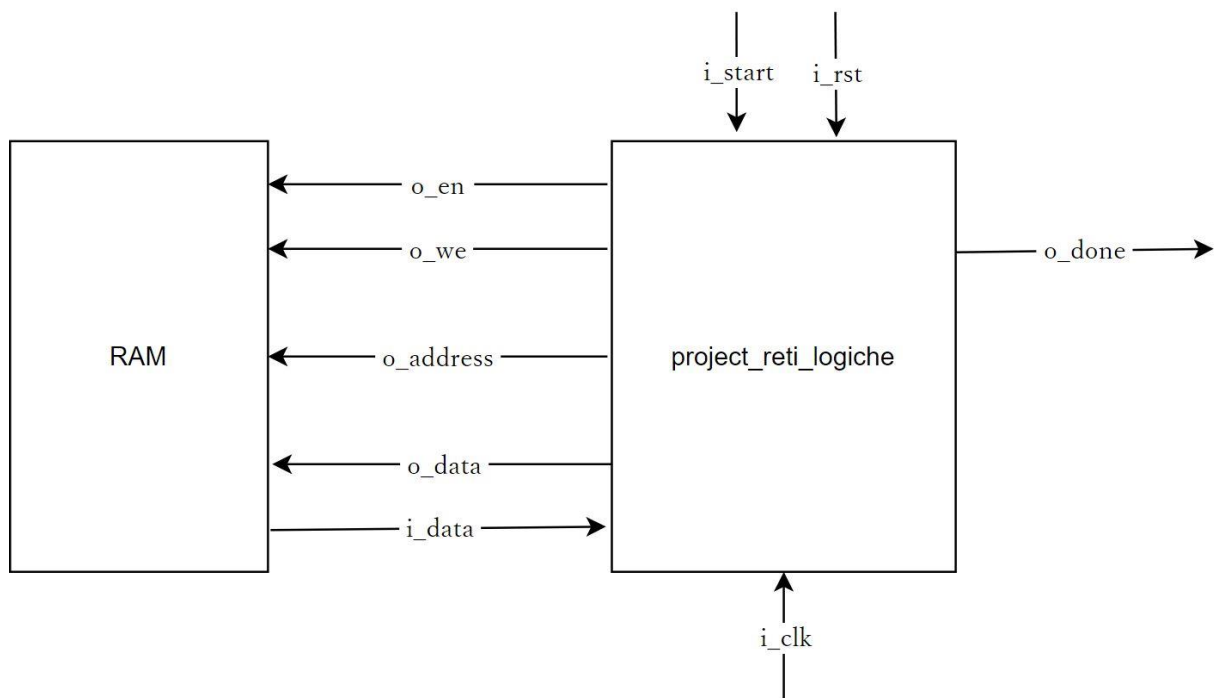 i_start
i_rst
o_en
o_we
o_done
RAM
o_address
project_reti_logiche
o_data
i_data
i_clk